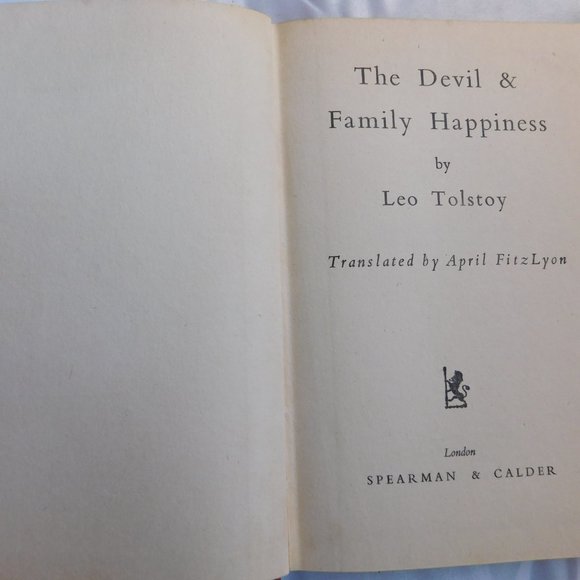 The Devil &
Family Happiness
by
Leo Tolstoy
Translated by April FitzLyon
London
SPEARMAN & CALDER